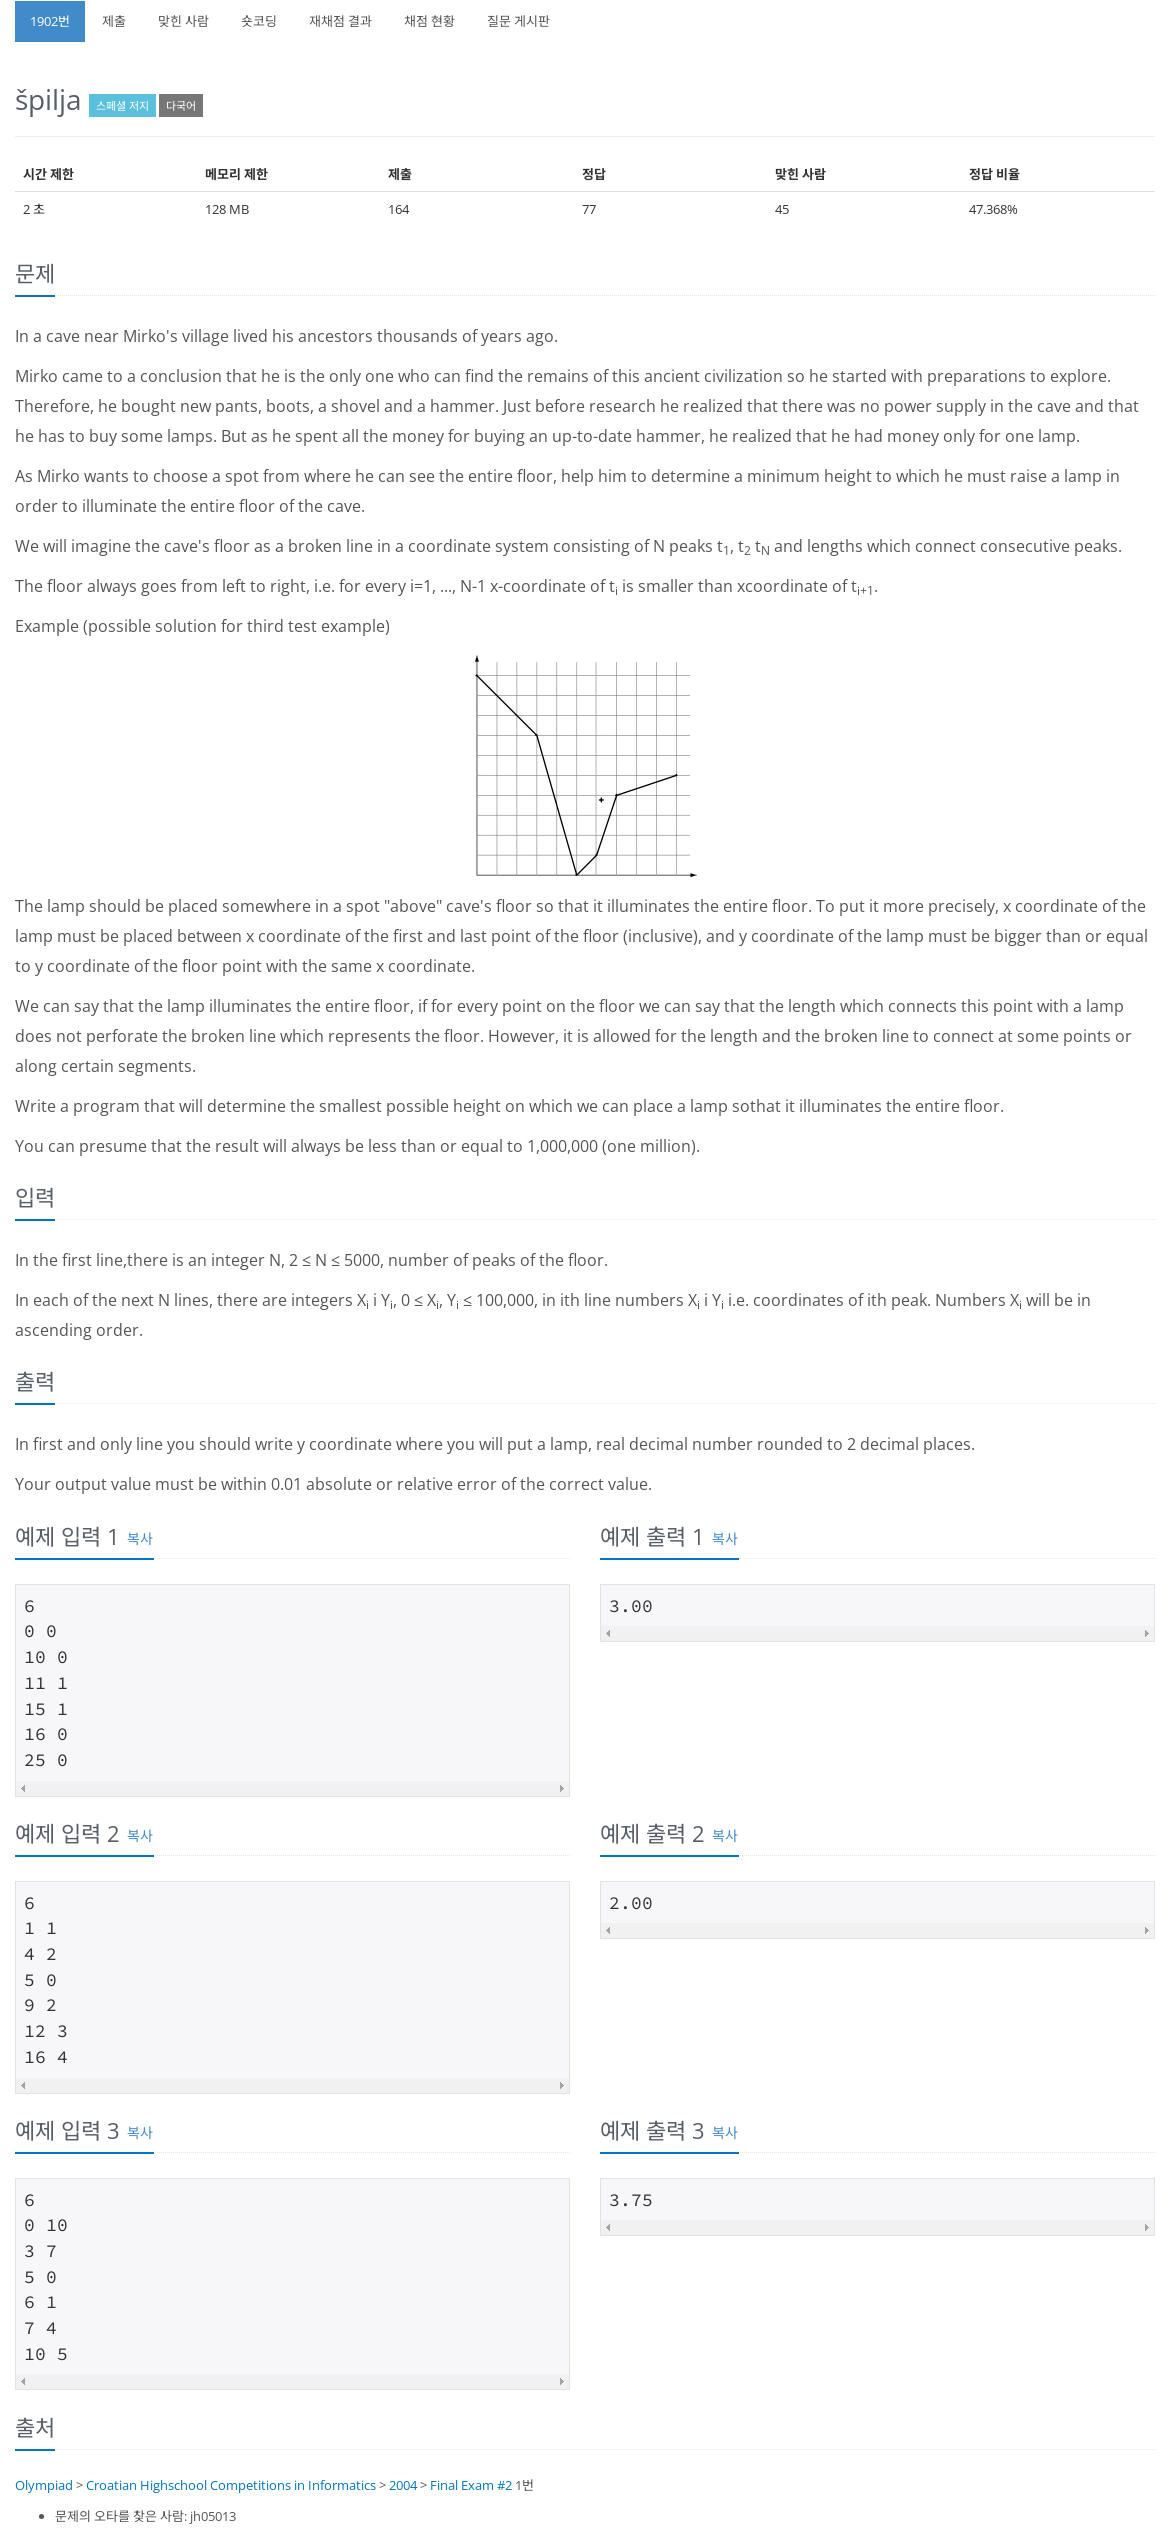 1902번 제출 맞힌 사람 숏코딩 재채점 결과 채점 현황 질문 게시판
špilja 스페셜 저지 다국어
시간 제한 메모리 제한 제출 정답 맞힌 사람 정답 비율
2 초 128 MB 164 77 45 47.368%
문제
In a cave near Mirko's village lived his ancestors thousands of years ago.
Mirko came to a conclusion that he is the only one who can find the remains of this ancient civilization so he started with preparations to explore.
Therefore, he bought new pants, boots, a shovel and a hammer. Just before research he realized that there was no power supply in the cave and that
he has to buy some lamps. But as he spent all the money for buying an up-to-date hammer, he realized that he had money only for one lamp.
As Mirko wants to choose a spot from where he can see the entire floor, help him to determine a minimum height to which he must raise a lamp in
order to illuminate the entire floor of the cave.
We will imagine the cave's floor as a broken line in a coordinate system consisting of N peaks t1, t2 tN and lengths which connect consecutive peaks.
The floor always goes from left to right, i.e. for every i=1, ..., N-1 x-coordinate of ti is smaller than xcoordinate of ti+1.
Example (possible solution for third test example)
The lamp should be placed somewhere in a spot "above" cave's floor so that it illuminates the entire floor. To put it more precisely, x coordinate of the
lamp must be placed between x coordinate of the first and last point of the floor (inclusive), and y coordinate of the lamp must be bigger than or equal
to y coordinate of the floor point with the same x coordinate.
We can say that the lamp illuminates the entire floor, if for every point on the floor we can say that the length which connects this point with a lamp
does not perforate the broken line which represents the floor. However, it is allowed for the length and the broken line to connect at some points or
along certain segments.
Write a program that will determine the smallest possible height on which we can place a lamp sothat it illuminates the entire floor.
You can presume that the result will always be less than or equal to 1,000,000 (one million).
입력
In the first line,there is an integer N, 2 ≤ N ≤ 5000, number of peaks of the floor.
In each of the next N lines, there are integers Xi i Yi, 0 ≤ Xi, Yi ≤ 100,000, in ith line numbers Xi i Yi i.e. coordinates of ith peak. Numbers Xi will be in
ascending order.
출력
In first and only line you should write y coordinate where you will put a lamp, real decimal number rounded to 2 decimal places.
Your output value must be within 0.01 absolute or relative error of the correct value.
예제 입력 1 복사
6
0 0
10 0
11 1
15 1
16 0
25 0
예제 출력 1 복사
3.00
예제 입력 2 복사
6
1 1
4 2
5 0
9 2
12 3
16 4
예제 출력 2 복사
2.00
예제 입력 3 복사
6
0 10
3 7
5 0
6 1
7 4
10 5
예제 출력 3 복사
3.75
출처
Olympiad > Croatian Highschool Competitions in Informatics > 2004 > Final Exam #2 1번
문제의 오타를 찾은 사람: jh05013